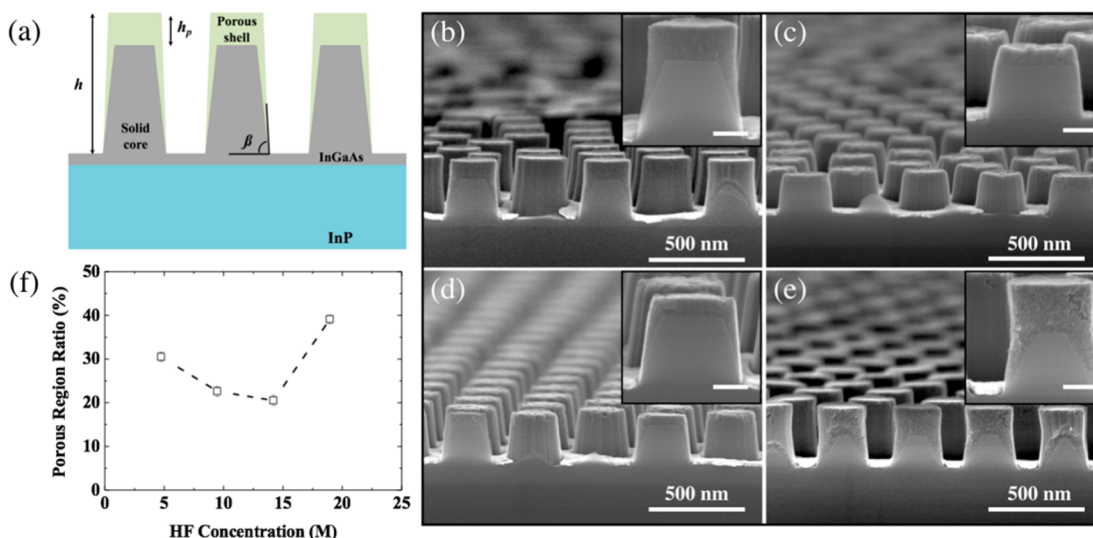 (a)
h
hp
Porous
shell
Solid
core
β
InGaAs
InP
(b)
500 nm
(c)
500 nm
(d)
500 nm
(e)
500 nm
(f)
Porous Region Ratio (%)
50
40
30
20
10
0
0 5 10 15 20 25
HF Concentration (M)